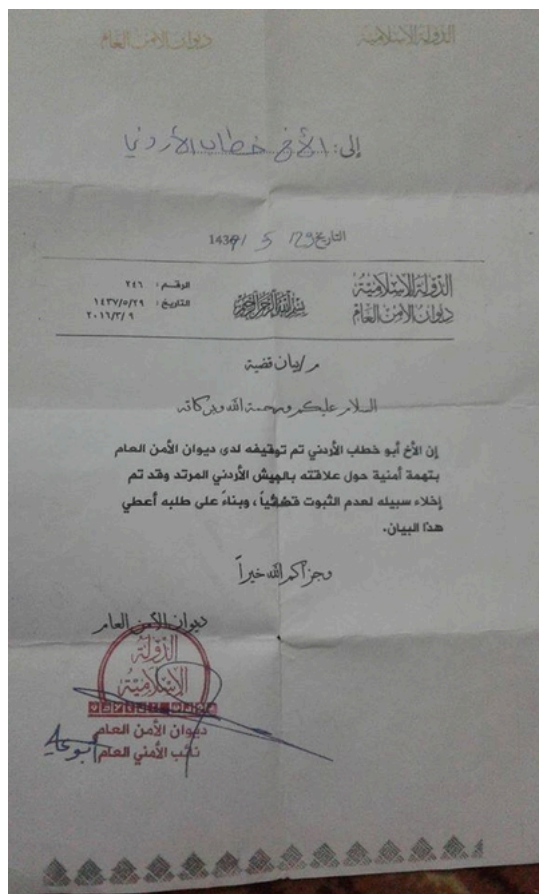 الدولة الإسلامية
ديوان الأمن العام
إلى: الأخ خطاب الأردني
التاريخ 29/ 5 /1437
الدولة الإسلامية
ديوان الأمن العام
بسم الله الرحمن الرحيم
الرقم: ٢٤٦
التاريخ: ١٤٣٧/٥/٢٩
٢٠١٦/٣/٩
م/بيان قضية
السلام عليكم ورحمة الله وبركاته
إن الأخ أبو خطاب الأردني تم توقيفه لدى ديوان الأمن العام
بتهمة أمنية حول علاقته بالجيش الأردني المرتد وقد تم
إخلاء سبيله لعدم الثبوت قضائياً، وبناءً على طلبه أعطي
هذا البيان.
وجزاكم الله خيراً
ديوان الأمن العام
الدولة
الإسلامية
ديوان الأمن العام
نائب الأمني العام